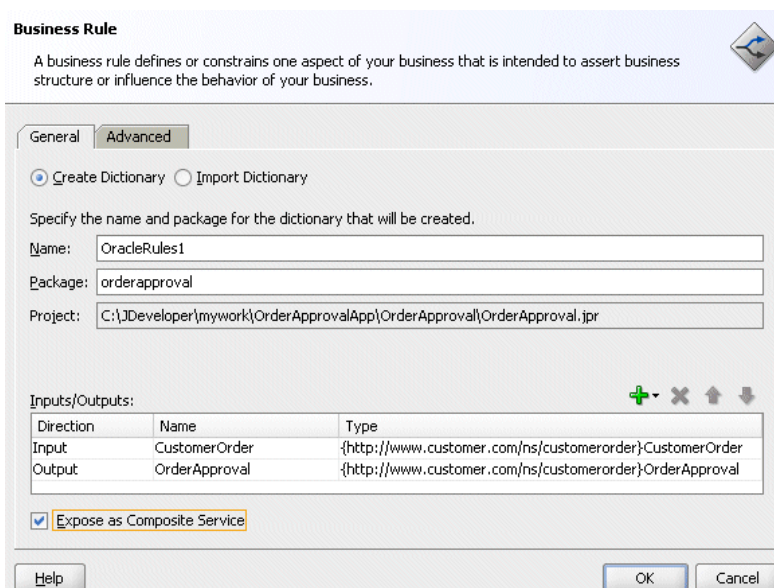 Business Rule
A business rule defines or constrains one aspect of your business that is intended to assert business
structure or influence the behavior of your business.
General Advanced
Create Dictionary Import Dictionary
Specify the name and package for the dictionary that will be created.
Name: OracleRules1
Package: orderapproval
Project: C:\JDeveloper\mywork\OrderApprovalApp\OrderApproval\OrderApproval.jpr
Inputs/Outputs:
Direction Name Type
Input CustomerOrder {http://www.customer.com/ns/customerorder}CustomerOrder
Output OrderApproval {http://www.customer.com/ns/customerorder}OrderApproval
Expose as Composite Service
Help OK Cancel